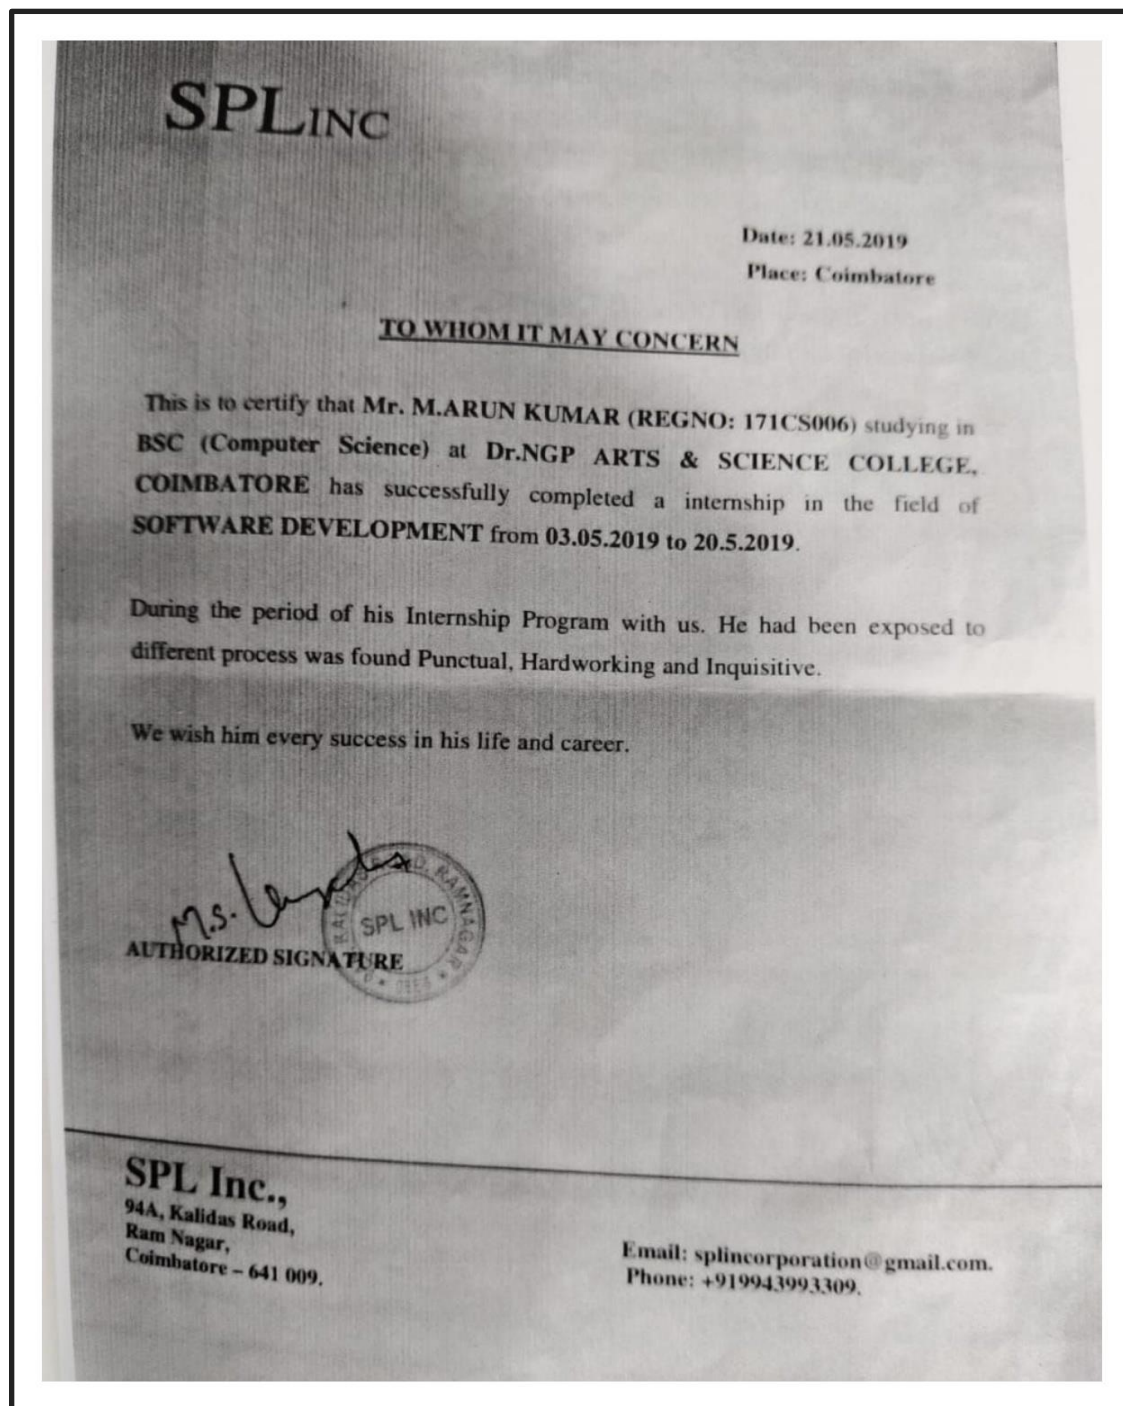 SPL INC
Date: 21.05.2019
Place: Coimbatore
TO WHOM IT MAY CONCERN
This is to certify that Mr. M.ARUN KUMAR (REGNO: 171CS006) studying in
BSC (Computer Science) at Dr.NGP ARTS & SCIENCE COLLEGE,
COIMBATORE has successfully completed a internship in the field of
SOFTWARE DEVELOPMENT from 03.05.2019 to 20.5.2019.
During the period of his Internship Program with us. He had been exposed to
different process was found Punctual, Hardworking and Inquisitive.
We wish him every success in his life and career.
M.S.
SPL INC
RAMNAGAR
AUTHORIZED SIGNATURE
SPL Inc.,
94A, Kalidas Road,
Ram Nagar,
Coimbatore – 641 009.
Email: splincorporation@gmail.com.
Phone: +919943993309.